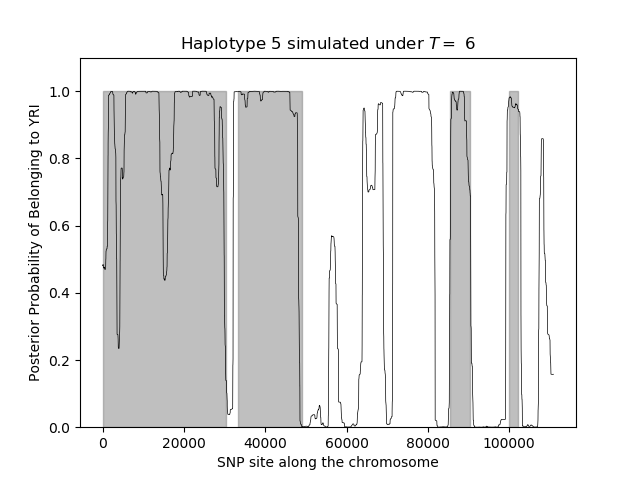 Haplotype 5 simulated under T = 6
Posterior Probability of Belonging to YRI
1.0
0.8
0.6
0.4
0.2
0.0
0 20000 40000 60000 80000 100000
SNP site along the chromosome